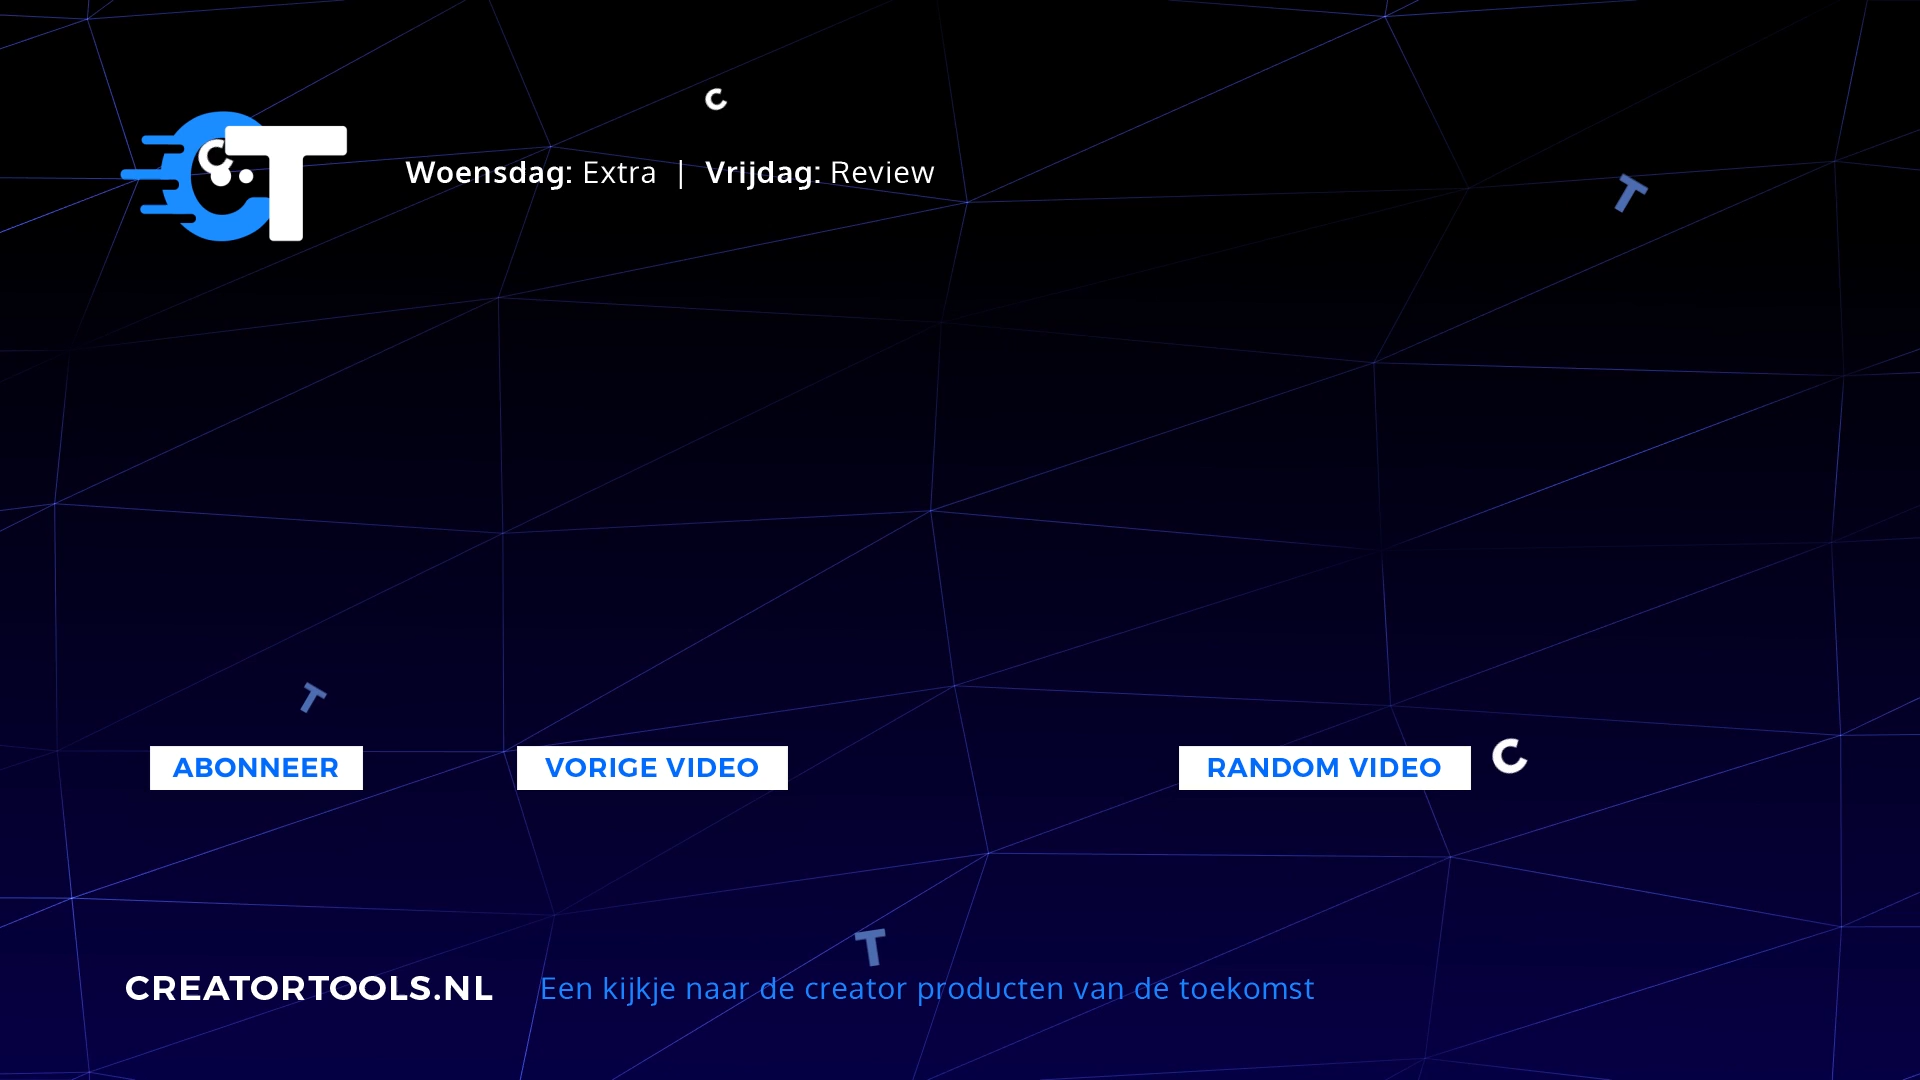 C
CT
Woensdag: Extra | Vrijdag: Review
T
T
ABONNEER
VORIGE VIDEO
RANDOM VIDEO
C
T
CREATORTOOLS.NL
Een kijkje naar de creator producten van de toekomst